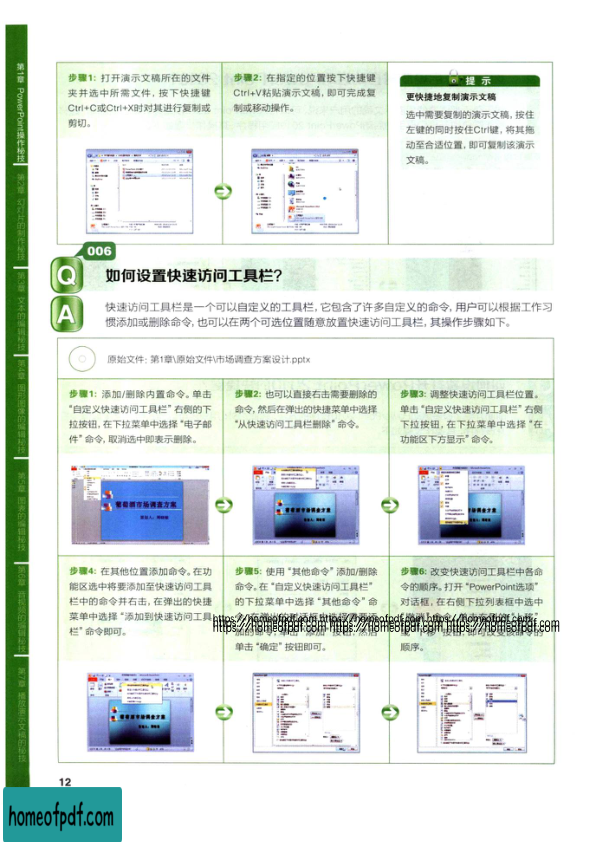 第1章 PowerPoint操作秘技
第2章 幻灯片的制作秘技
第3章 文本的编辑秘技
第4章 图形图像的编辑秘技
第5章 图表的编辑秘技
第6章 音视频的编辑秘技
第7章 播放演示文稿的秘技
步骤1: 打开演示文稿所在的文件
夹并选中所需文件, 按下快捷键
Ctrl+C或Ctrl+X时对其进行复制或
剪切。
步骤2: 在指定的位置按下快捷键
Ctrl+V粘贴演示文稿, 即可完成复
制或移动操作。
提 示
更快捷地复制演示文稿
选中需要复制的演示文稿, 按住
左键的同时按住Ctrl键, 将其拖
动至合适位置, 即可复制该演示
文稿。
006
Q 如何设置快速访问工具栏?
A 快速访问工具栏是一个可以自定义的工具栏, 它包含了许多自定义的命令, 用户可以根据工作习
惯添加或删除命令, 也可以在两个可选位置随意放置快速访问工具栏, 其操作步骤如下。
原始文件: 第1章\原始文件\市场调查方案设计.pptx
步骤1: 添加/删除内置命令。单击
“自定义快速访问工具栏” 右侧的下
拉按钮, 在下拉菜单中选择 “电子邮
件” 命令, 取消选中即表示删除。
步骤2: 也可以直接右击需要删除的
命令, 然后在弹出的快捷菜单中选择
“从快速访问工具栏删除” 命令。
步骤3: 调整快速访问工具栏位置。
单击 “自定义快速访问工具栏” 右侧
下拉按钮, 在下拉菜单中选择 “在
功能区下方显示” 命令。
步骤4: 在其他位置添加命令。在功
能区选中将要添加至快速访问工具
栏中的命令并右击, 在弹出的快捷
菜单中选择 “添加到快速访问工具
栏” 命令即可。
步骤5: 使用 “其他命令” 添加/删除
命令。在 “自定义快速访问工具栏”
的下拉菜单中选择 “其他命令” 命
单击 “确定” 按钮即可。
步骤6: 改变快速访问工具栏中各命
令的顺序。打开 “PowerPoint选项”
对话框, 在右侧下拉列表框中选中
顺序。
https://homeofpdf.com https://homeofpdf.com https://homeofpdf.com
https://homeofpdf.com https://homeofpdf.com https://homeofpdf.com
12
homeofpdf.com